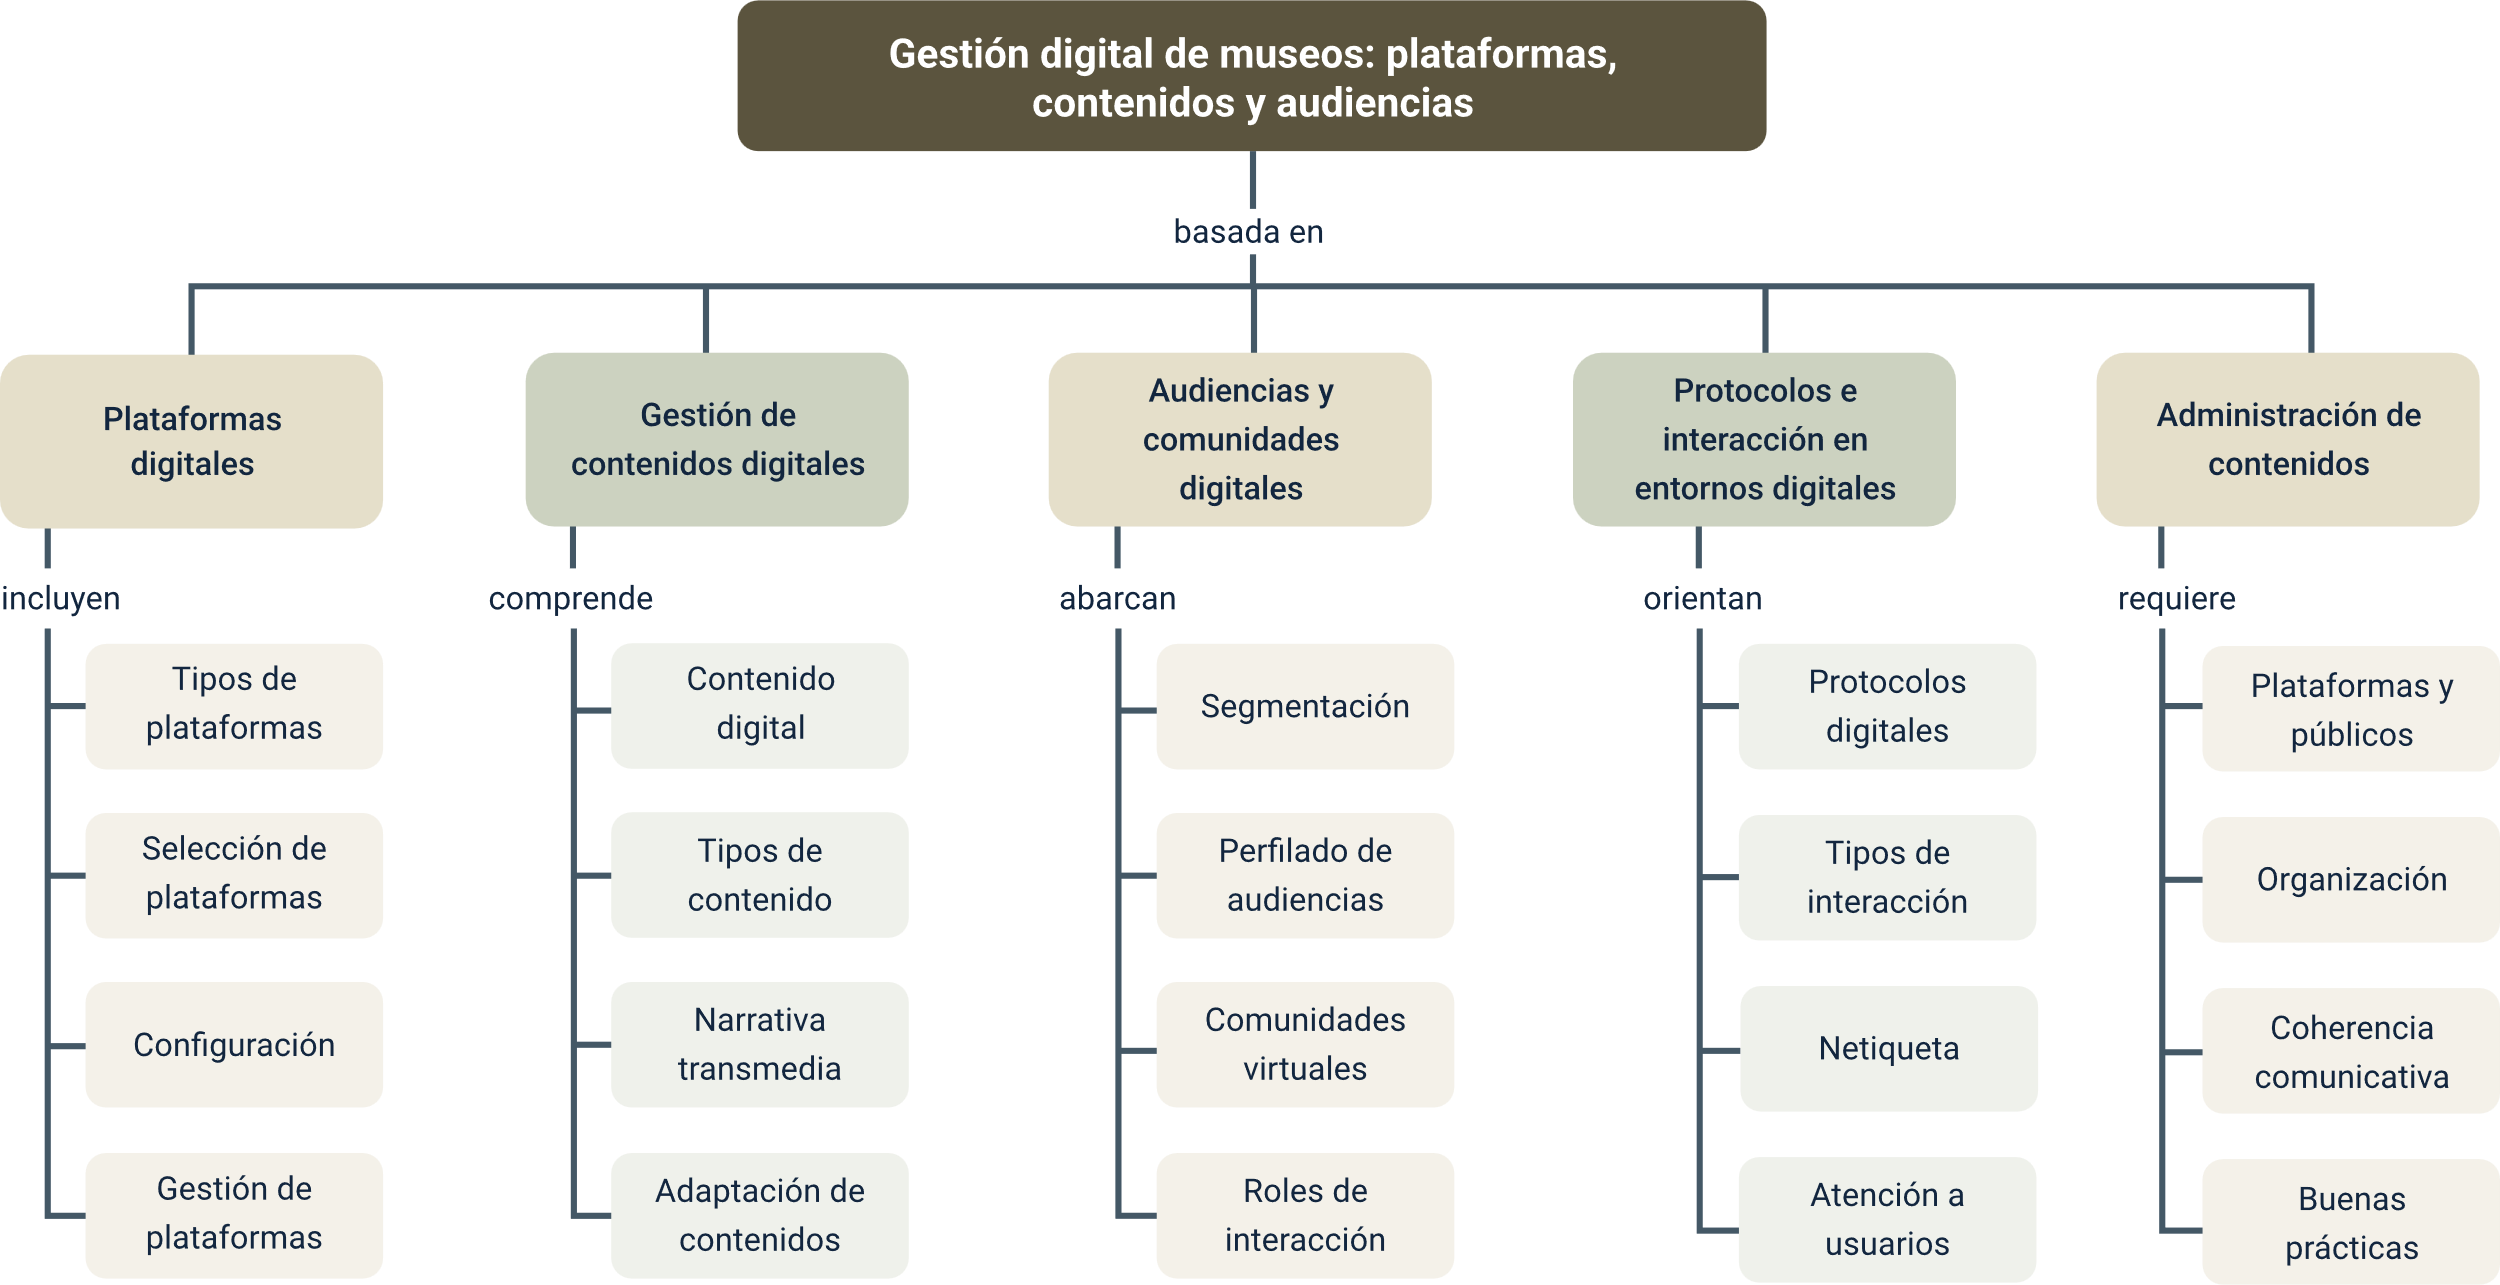 Gestión digital de museos: plataformas,
contenidos y audiencias
basada en
Plataformas
digitales
incluyen
Tipos de
plataformas
Selección de
plataformas
Configuración
Gestión de
plataformas
Gestión de
contenidos digitales
comprende
Contenido
digital
Tipos de
contenido
Narrativa
transmedia
Adaptación de
contenidos
Audiencias y
comunidades
digitales
abarcan
Segmentación
Perfilado de
audiencias
Comunidades
virtuales
Roles de
interacción
Protocolos e
interacción en
entornos digitales
orientan
Protocolos
digitales
Tipos de
interacción
Netiqueta
Atención a
usuarios
Administración de
contenidos
requiere
Plataformas y
públicos
Organización
Coherencia
comunicativa
Buenas
prácticas